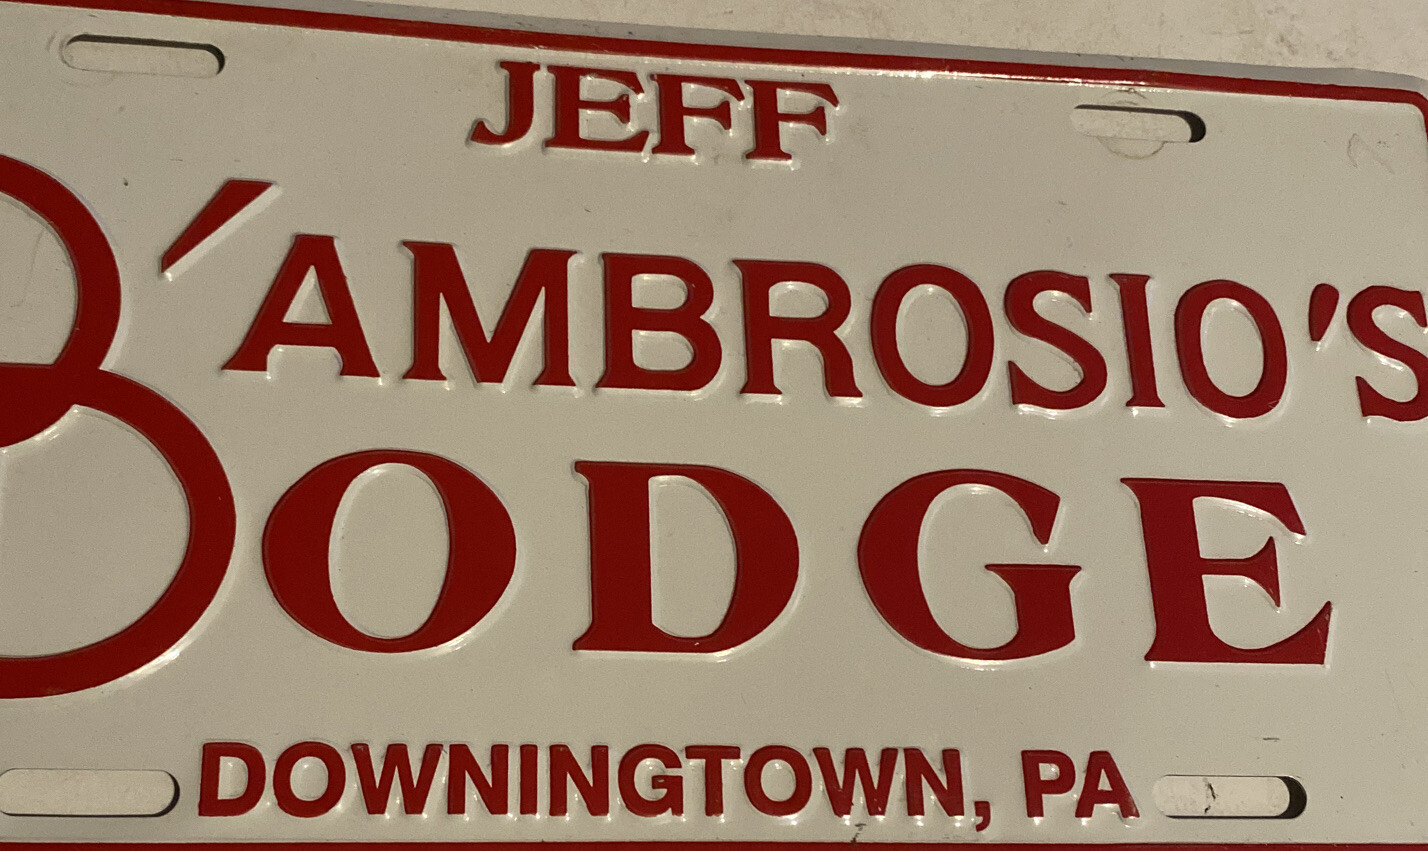 JEFF
D'AMBROSIO'S
DODGE
DOWNINGTOWN, PA